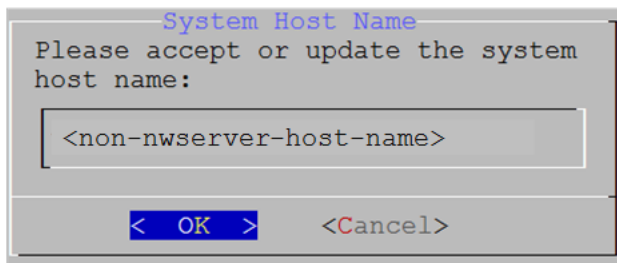 System Host Name
Please accept or update the system
host name:
<non-nwserver-host-name>
< OK > <Cancel>